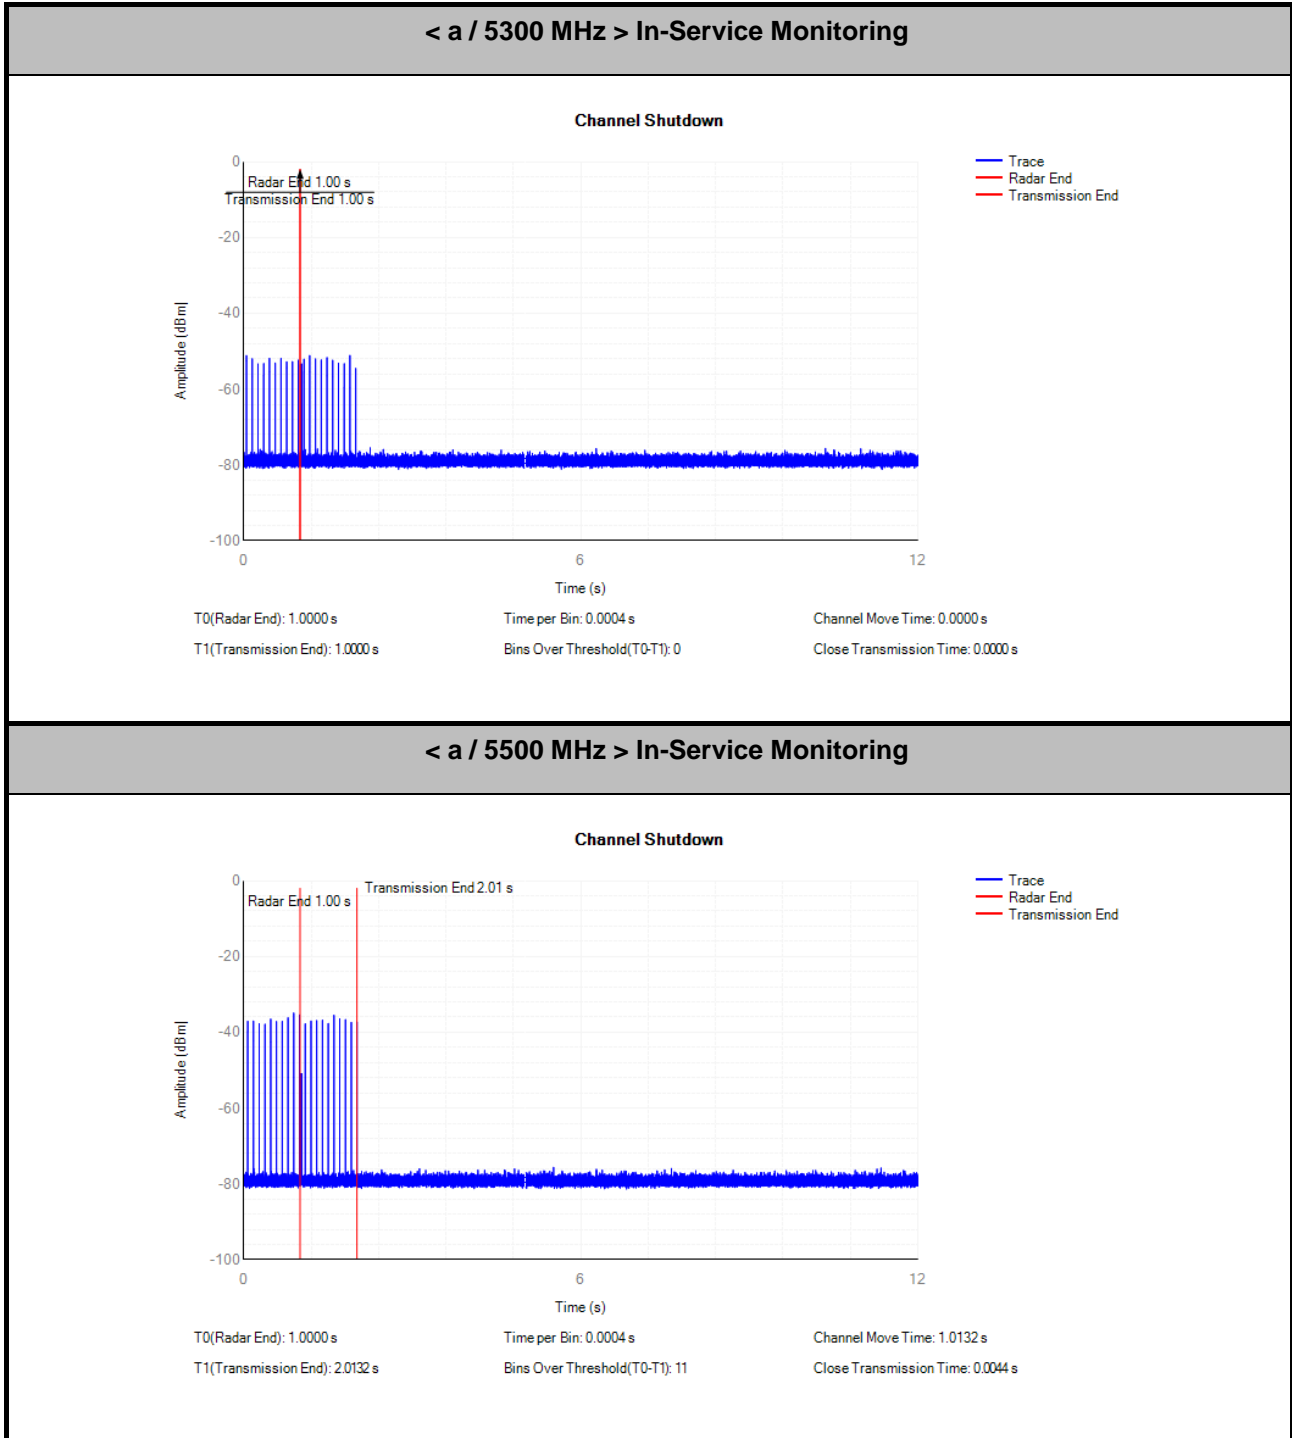 < a / 5300 MHz > In-Service Monitoring
Channel Shutdown
Trace
Radar End
Transmission End
Radar End 1.00 s
Transmission End 1.00 s
0
-20
-40
-60
-80
-100
Amplitude [dBm]
0 6 12
Time (s)
T0(Radar End): 1.0000 s Time per Bin: 0.0004 s Channel Move Time: 0.0000 s
T1(Transmission End): 1.0000 s Bins Over Threshold(T0-T1): 0 Close Transmission Time: 0.0000 s
< a / 5500 MHz > In-Service Monitoring
Channel Shutdown
Trace
Radar End
Transmission End
Transmission End 2.01 s
Radar End 1.00 s
0
-20
-40
-60
-80
-100
Amplitude [dBm]
0 6 12
Time (s)
T0(Radar End): 1.0000 s Time per Bin: 0.0004 s Channel Move Time: 1.0132 s
T1(Transmission End): 2.0132 s Bins Over Threshold(T0-T1): 11 Close Transmission Time: 0.0044 s